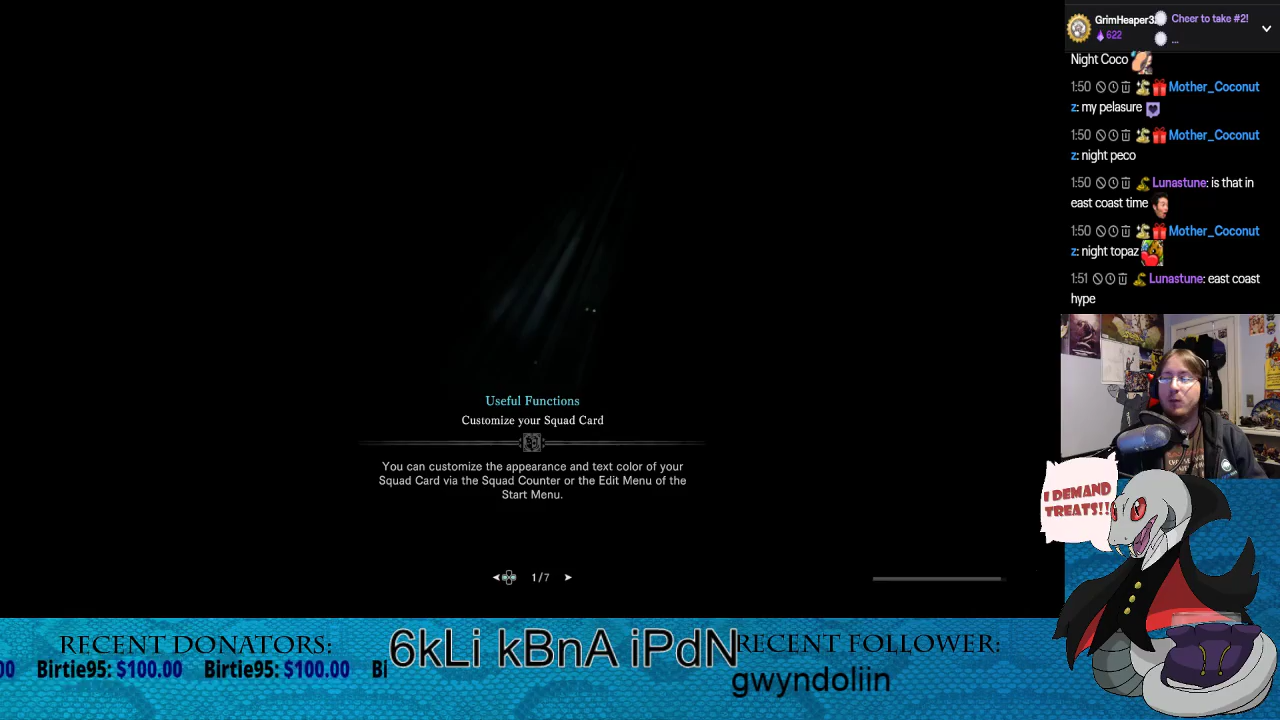 GrimHeaper3
622
Cheer to take #2!
...
Night Coco
1:50 Mother_Coconut
z: my pelasure
1:50 Mother_Coconut
z: night peco
1:50 Lunastune: is that in
east coast time
1:50 Mother_Coconut
z: night topaz
1:51 Lunastune: east coast
hype
Useful Functions
Customize your Squad Card
You can customize the appearance and text color of your
Squad Card via the Squad Counter or the Edit Menu of the
Start Menu.
1/7
I DEMAND
TREATS!!
RECENT DONATORS:
00 Birtie95: $100.00 Birtie95: $100.00 Bi
6kLi kBnA iPdN
RECENT FOLLOWER:
gwyndoliin